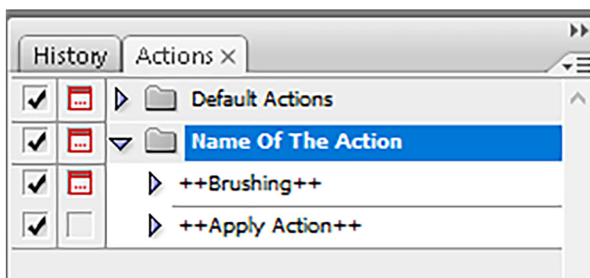 History Actions
Default Actions
Name Of The Action
++Brushing++
++Apply Action++